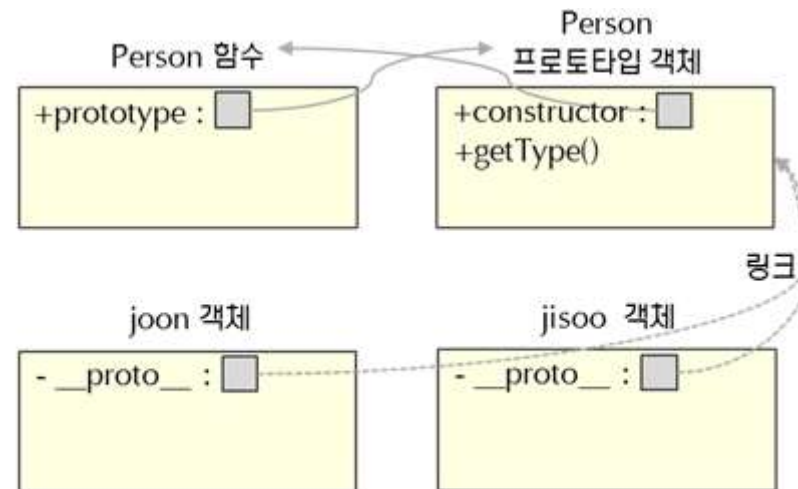 Person 함수
Person
프로토타입 객체
+prototype :
+constructor :
+getType()
링크
joon 객체
jisoo 객체
- __proto__ :
- __proto__ :